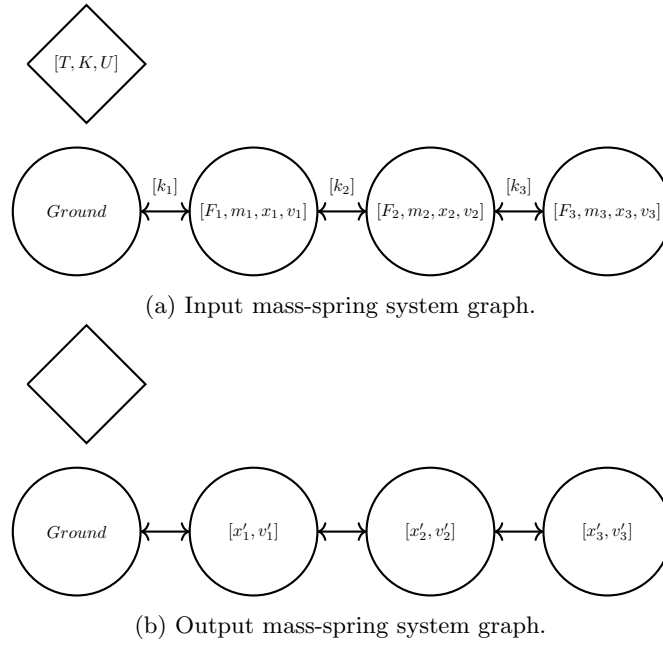 [T, K, U]
[k₁] [k₂] [k₃]
Ground [F₁, m₁, x₁, v₁] [F₂, m₂, x₂, v₂] [F₃, m₃, x₃, v₃]
(a) Input mass-spring system graph.
Ground [x′₁, v′₁] [x′₂, v′₂] [x′₃, v′₃]
(b) Output mass-spring system graph.